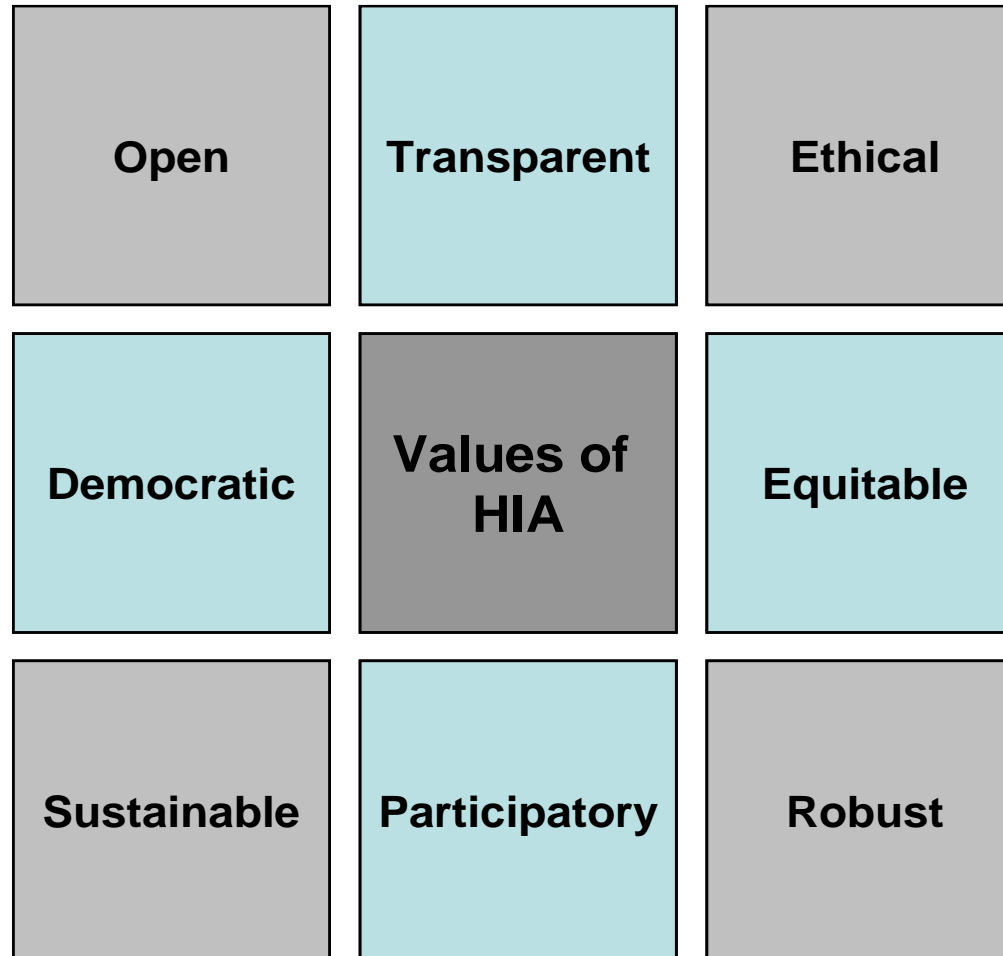 Open
Transparent
Ethical
Democratic
Values of
HIA
Equitable
Sustainable
Participatory
Robust